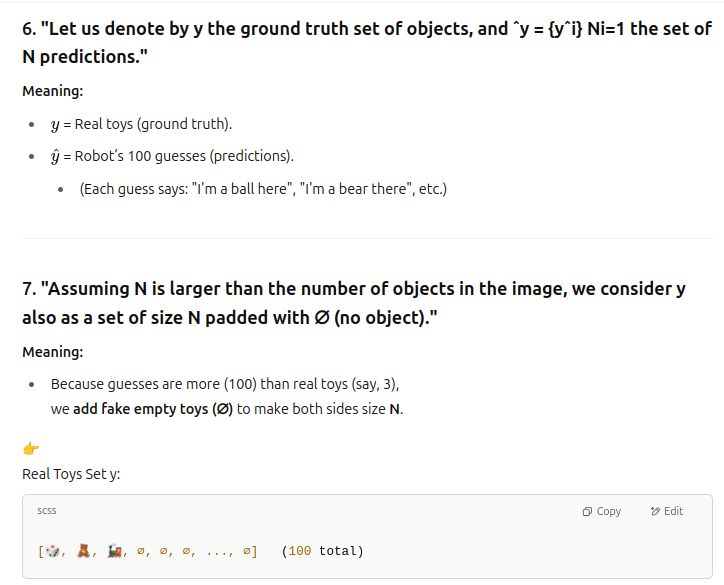 6. "Let us denote by y the ground truth set of objects, and ˆy = {yˆi} Ni=1 the set of
N predictions."
Meaning:
• y = Real toys (ground truth).
• ŷ = Robot’s 100 guesses (predictions).
• (Each guess says: "I'm a ball here", "I'm a bear there", etc.)
7. "Assuming N is larger than the number of objects in the image, we consider y
also as a set of size N padded with Ø (no object)."
Meaning:
• Because guesses are more (100) than real toys (say, 3),
we add fake empty toys (Ø) to make both sides size N.
👉
Real Toys Set y:
scss Copy Edit
[🎲, 🧸, 🚂, ∅, ∅, ∅, ..., ∅] (100 total)